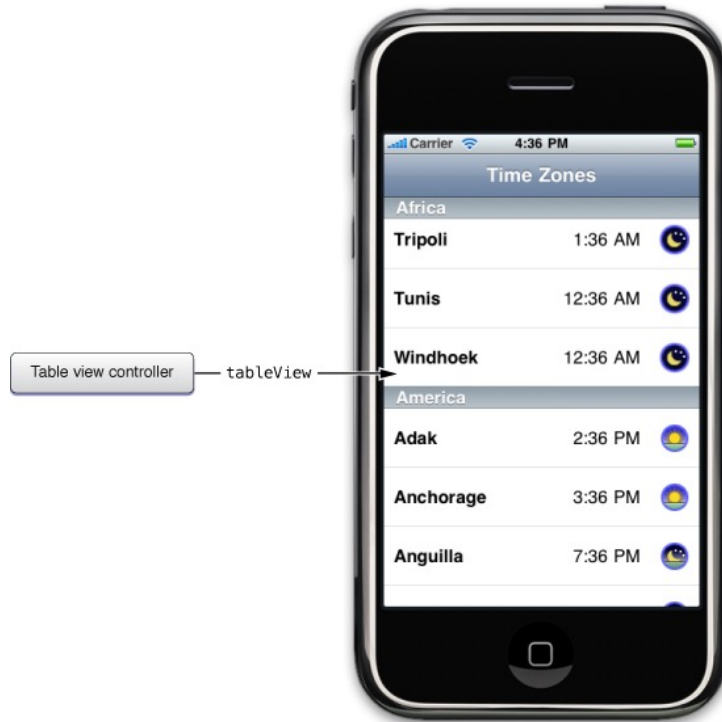 Carrier 4:36 PM
Time Zones
Africa
Tripoli 1:36 AM
Tunis 12:36 AM
Windhoek 12:36 AM
Table view controller tableView
America
Adak 2:36 PM
Anchorage 3:36 PM
Anguilla 7:36 PM